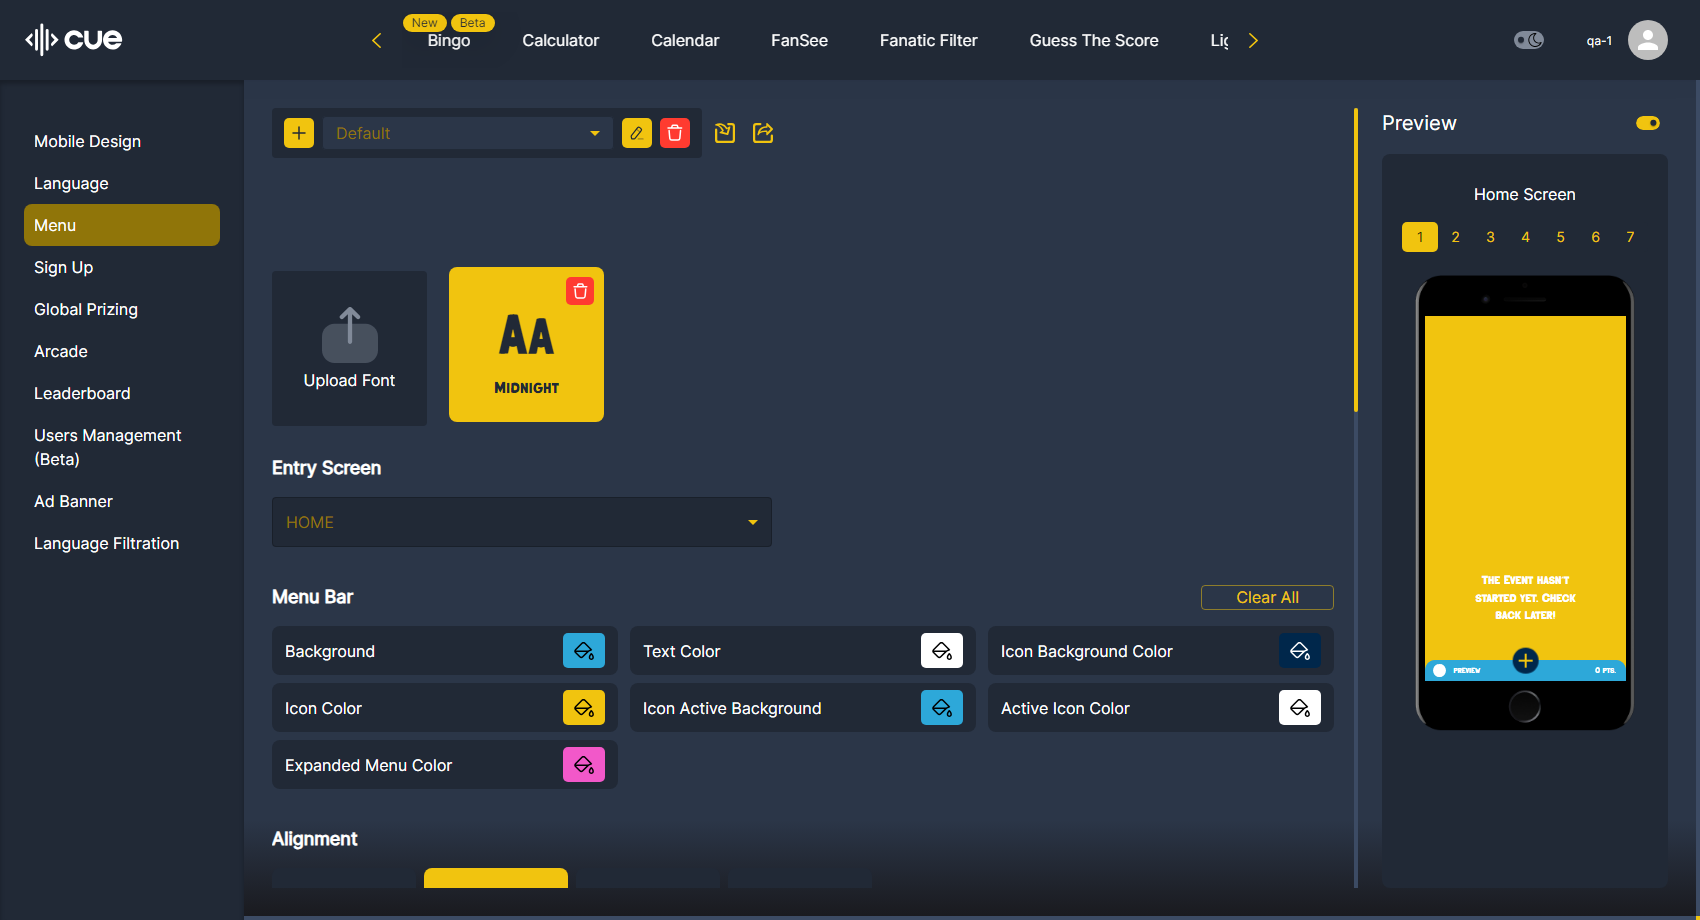 cue
New Beta
Bingo Calculator Calendar FanSee Fanatic Filter Guess The Score Lig
qa-1
Mobile Design
Language
Menu
Sign Up
Global Prizing
Arcade
Leaderboard
Users Management
(Beta)
Ad Banner
Language Filtration
Default
Upload Font
AA
MIDNIGHT
Entry Screen
HOME
Menu Bar
Clear All
Background
Text Color
Icon Background Color
Icon Color
Icon Active Background
Active Icon Color
Expanded Menu Color
Alignment
Preview
Home Screen
1 2 3 4 5 6 7
THE EVENT HASN'T
STARTED YET. CHECK
BACK LATER!
PREVIEW
0 PTS.